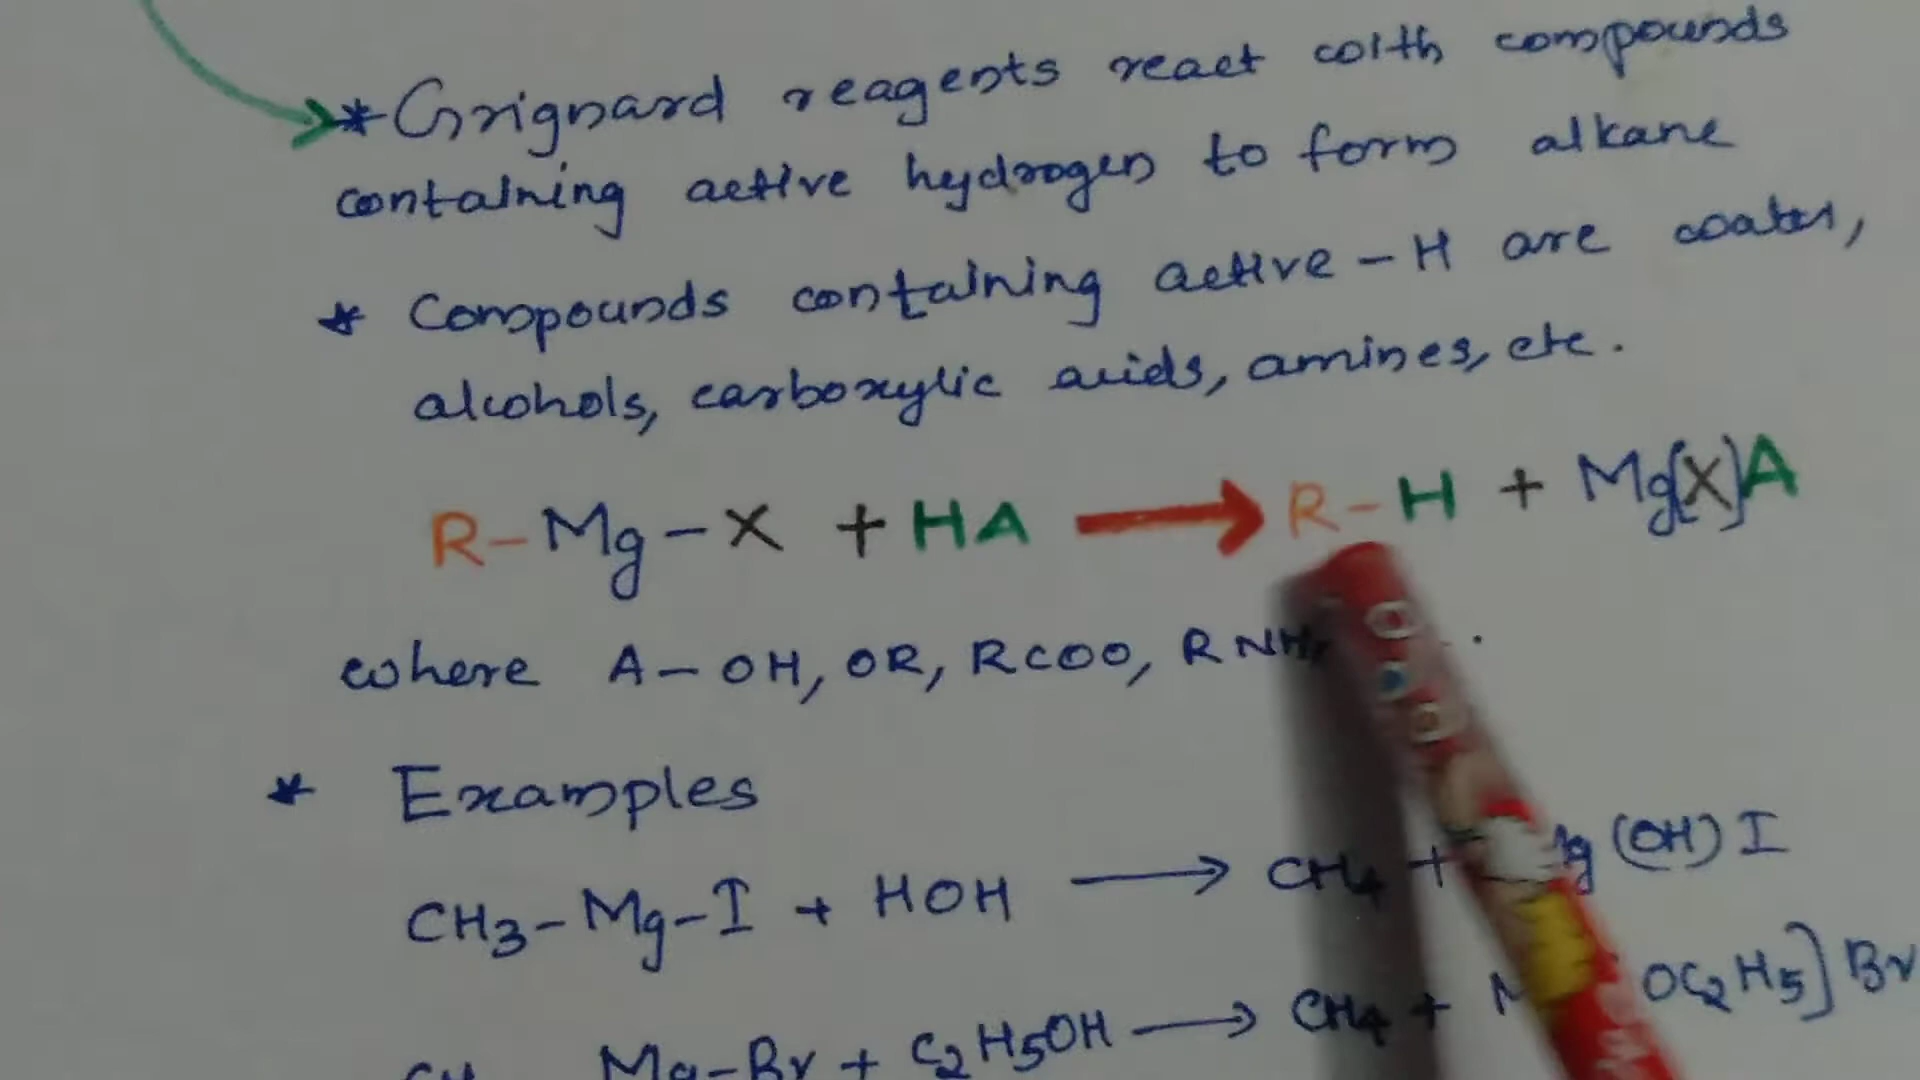 * Grignard reagents react with compounds
containing active hydrogen to form alkane
* Compounds containing active - H are water,
alcohols, carboxylic acids, amines, etc.
R-Mg-X + HA → R-H + Mg[X]A
where A - OH, OR, RCOO, RNH, .
* Examples
CH3-Mg-I + HOH → CH4 + (OH) I
Mg-Br + C2H5OH → CH4 + OC2H5] Br